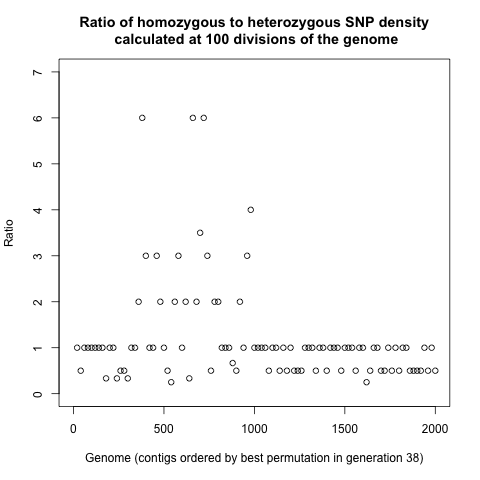 Ratio of homozygous to heterozygous SNP density
calculated at 100 divisions of the genome
7
6
5
4
3
2
1
0
Ratio
0 500 1000 1500 2000
Genome (contigs ordered by best permutation in generation 38)